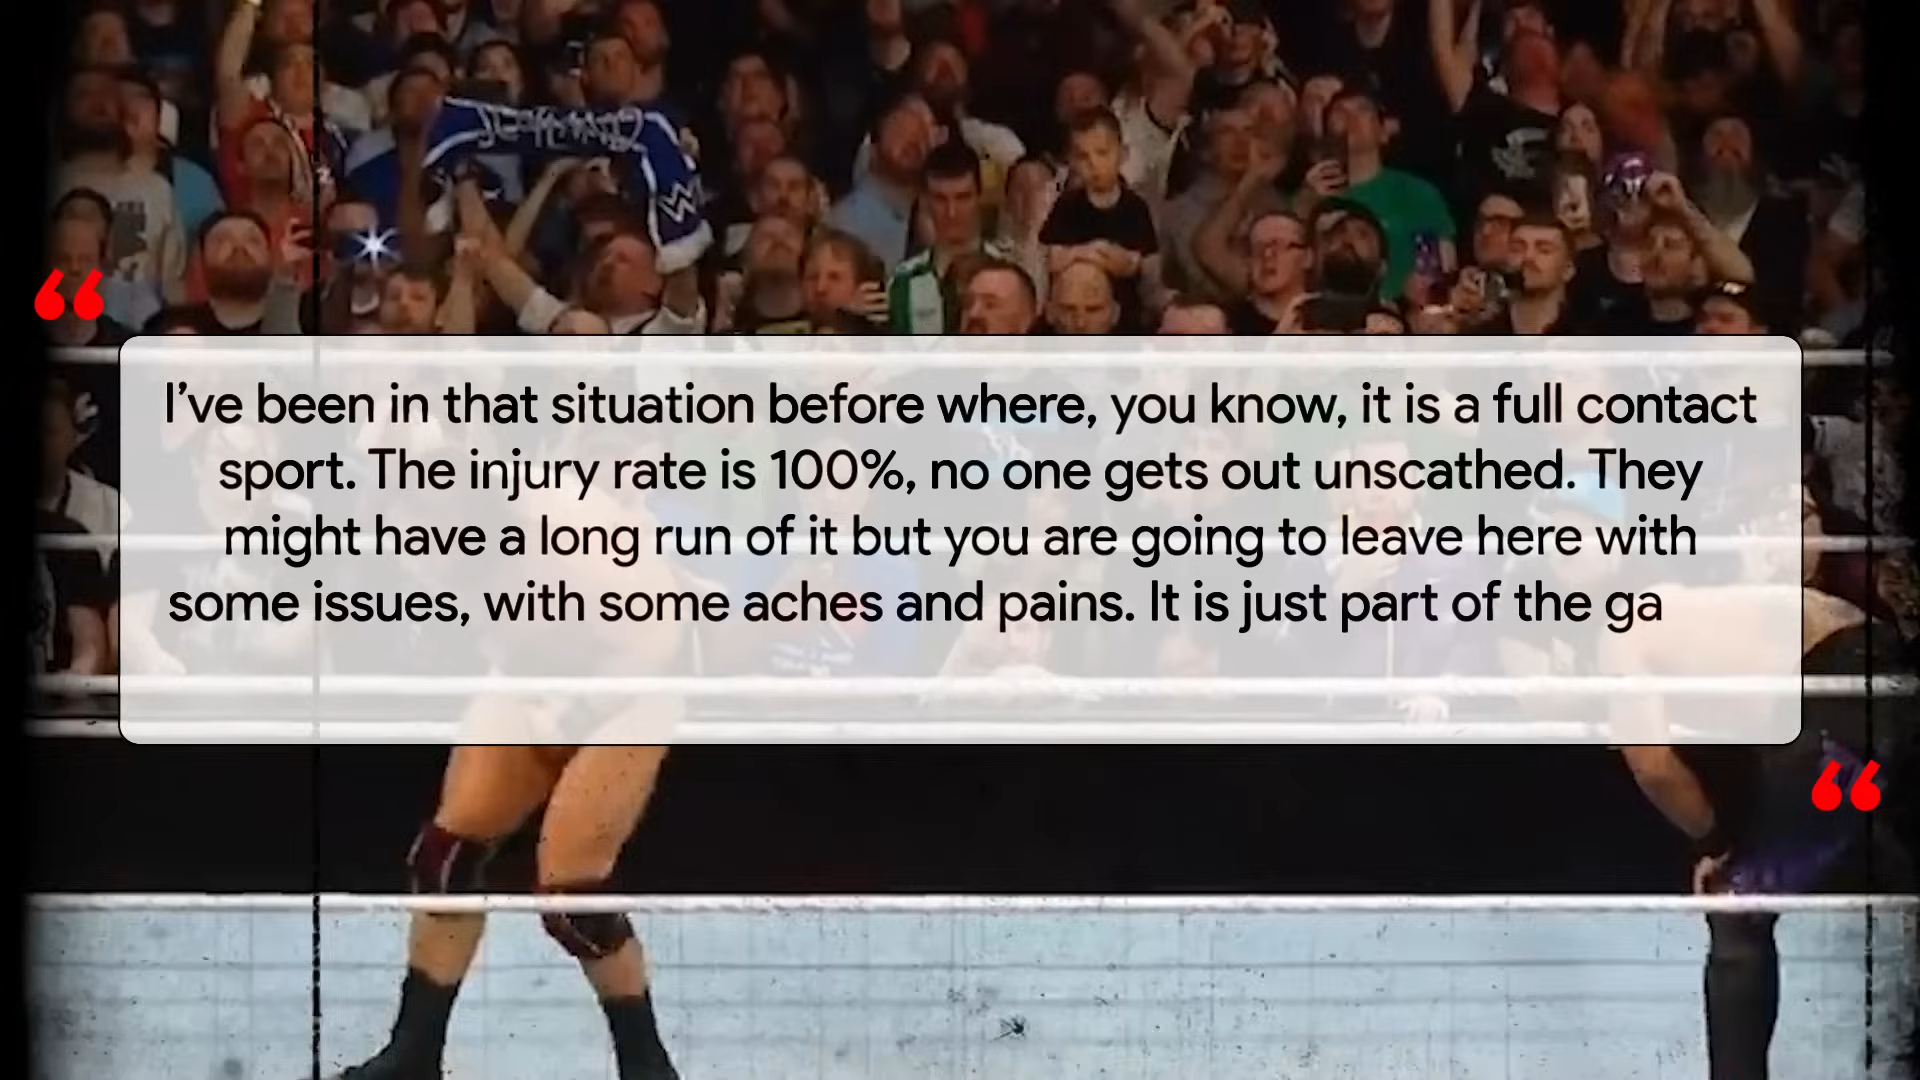 “
I’ve been in that situation before where, you know, it is a full contact
sport. The injury rate is 100%, no one gets out unscathed. They
might have a long run of it but you are going to leave here with
some issues, with some aches and pains. It is just part of the ga
“